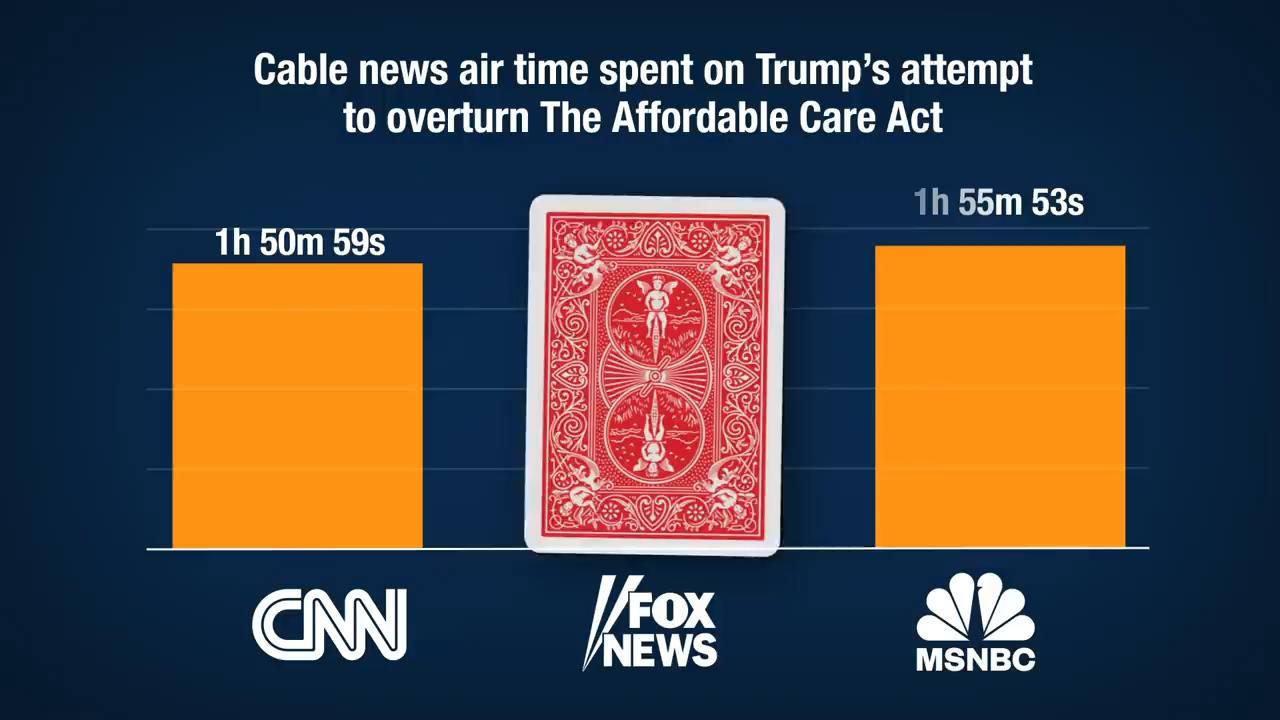 Cable news air time spent on Trump's attempt
to overturn The Affordable Care Act
1h 50m 59s
1h 55m 53s
CNN
FOX
NEWS
MSNBC